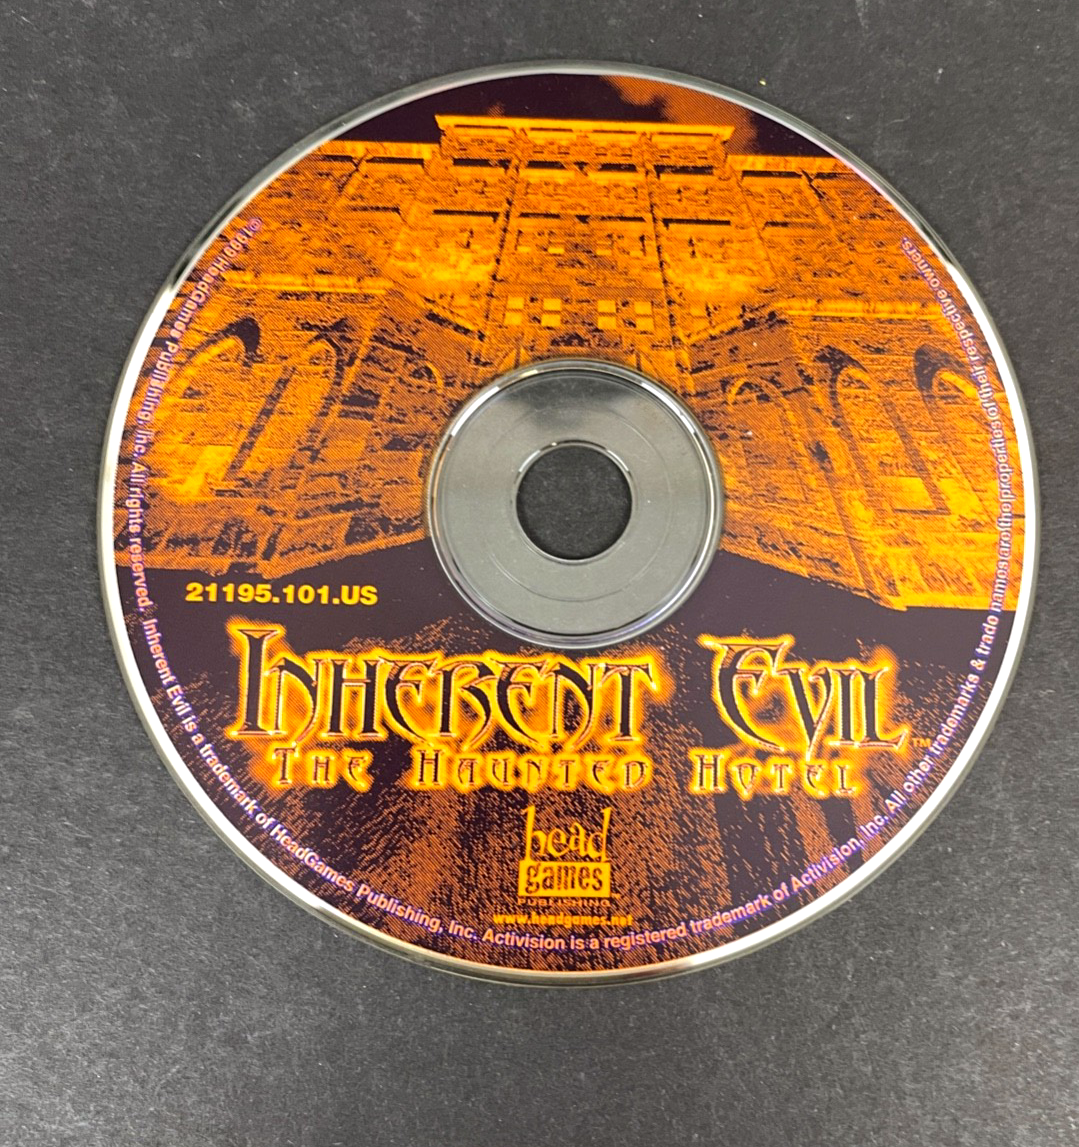 21195.101.US
INHERENT EVIL™
THE HAUNTED HOTEL
head
games
PUBLISHING
www.headgames.net
©1999 HeadGames Publishing, Inc. All rights reserved. Inherent Evil is a trademark of HeadGames Publishing, Inc. Activision is a registered trademark of Activision, Inc. All other trademarks & trade names are the properties of their respective owners.